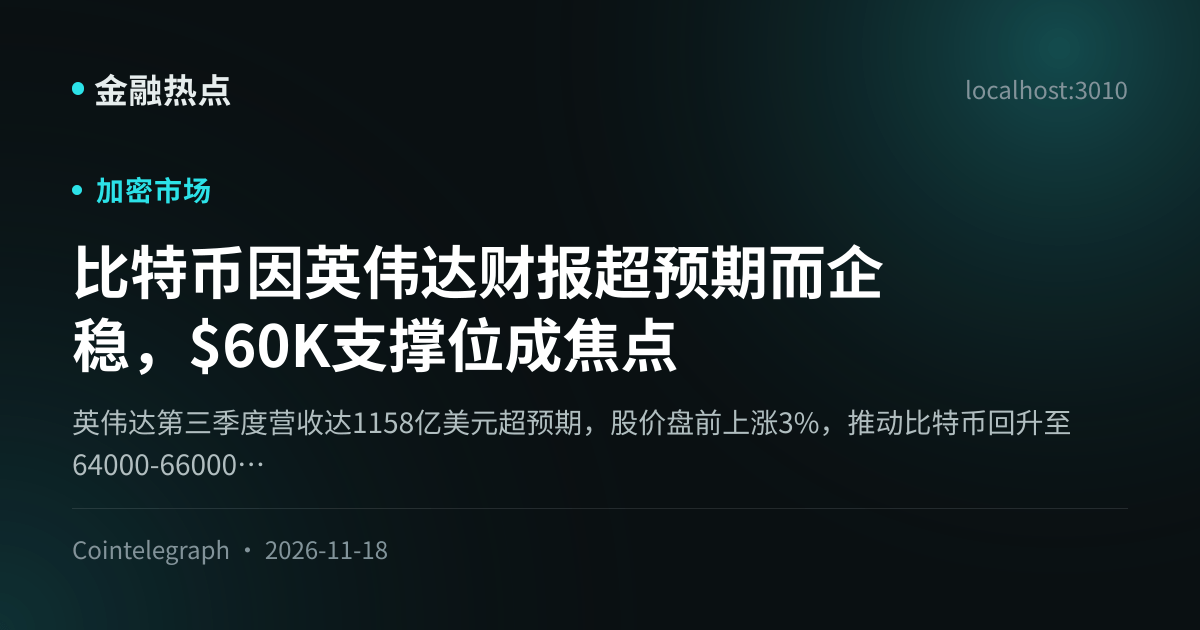 金融热点
localhost:3010
加密市场
比特币因英伟达财报超预期而企
稳，$60K支撑位成焦点
英伟达第三季度营收达1158亿美元超预期，股价盘前上涨3%，推动比特币回升至
64000-66000…
Cointelegraph · 2026-11-18